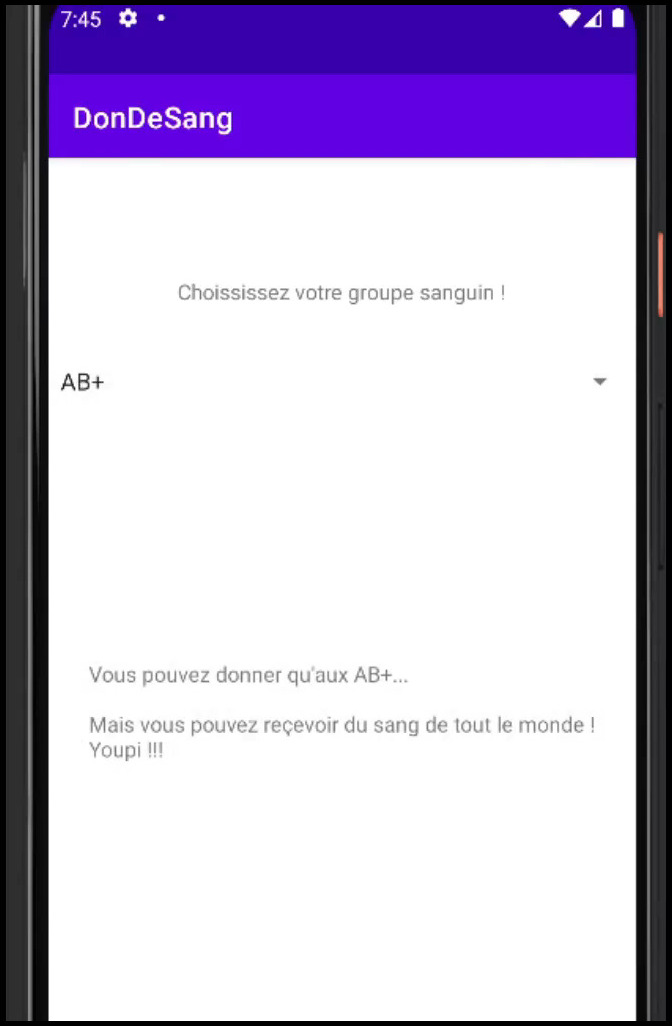 7:45
DonDeSang
Choississez votre groupe sanguin !
AB+
Vous pouvez donner qu'aux AB+...
Mais vous pouvez reçevoir du sang de tout le monde !
Youpi !!!